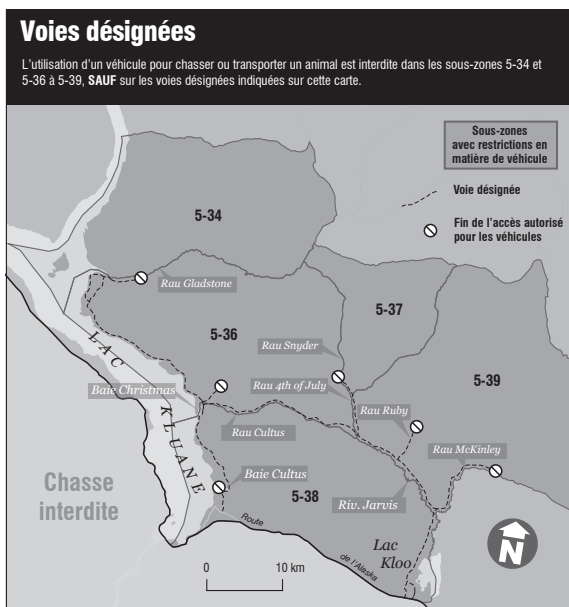 Voies désignées
L'utilisation d'un véhicule pour chasser ou transporter un animal est interdite dans les sous-zones 5-34 et
5-36 à 5-39, SAUF sur les voies désignées indiquées sur cette carte.
Sous-zones
avec restrictions en
matière de véhicule
Voie désignée
Fin de l'accès autorisé
pour les véhicules
5-34
Rau Gladstone
5-37
5-36
Rau Snyder
LAC
KLUANE
5-39
Baie Christmas
Rau 4th of July
Rau Ruby
Rau Cultus
Rau McKinley
Baie Cultus
Chasse
interdite
5-38
Riv. Jarvis
Route
de l'Alaska
Lac
Kloo
N
0 10 km